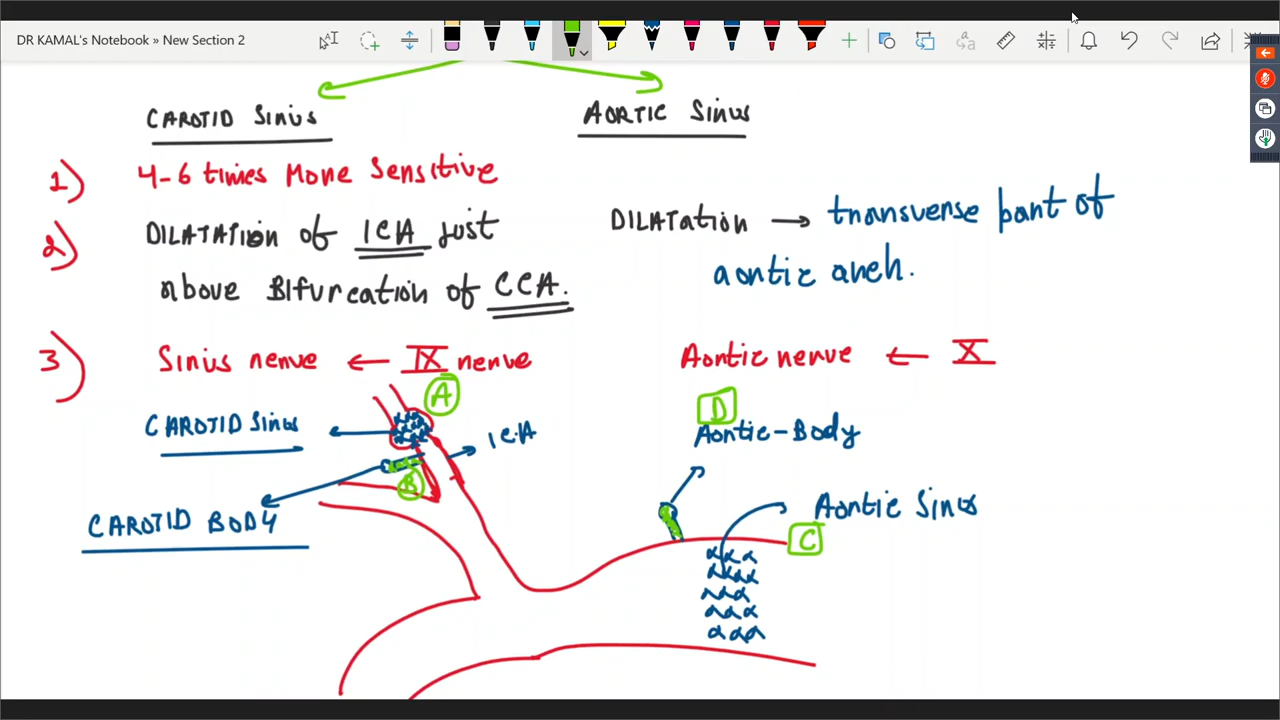 DR KAMAL's Notebook » New Section 2
CAROTID Sinus
AORTIC Sinus
1) 4-6 times More Sensitive
2) DILATATION of ICA just
above Bifurcation of CCA.
DILATATION → transverse part of
aortic arch.
3) Sinus nerve ← IX nerve
Aortic nerve ← X
A
CAROTID Sinus
ICA
B
CAROTID BODY
D
Aortic-Body
Aortic Sinus
C